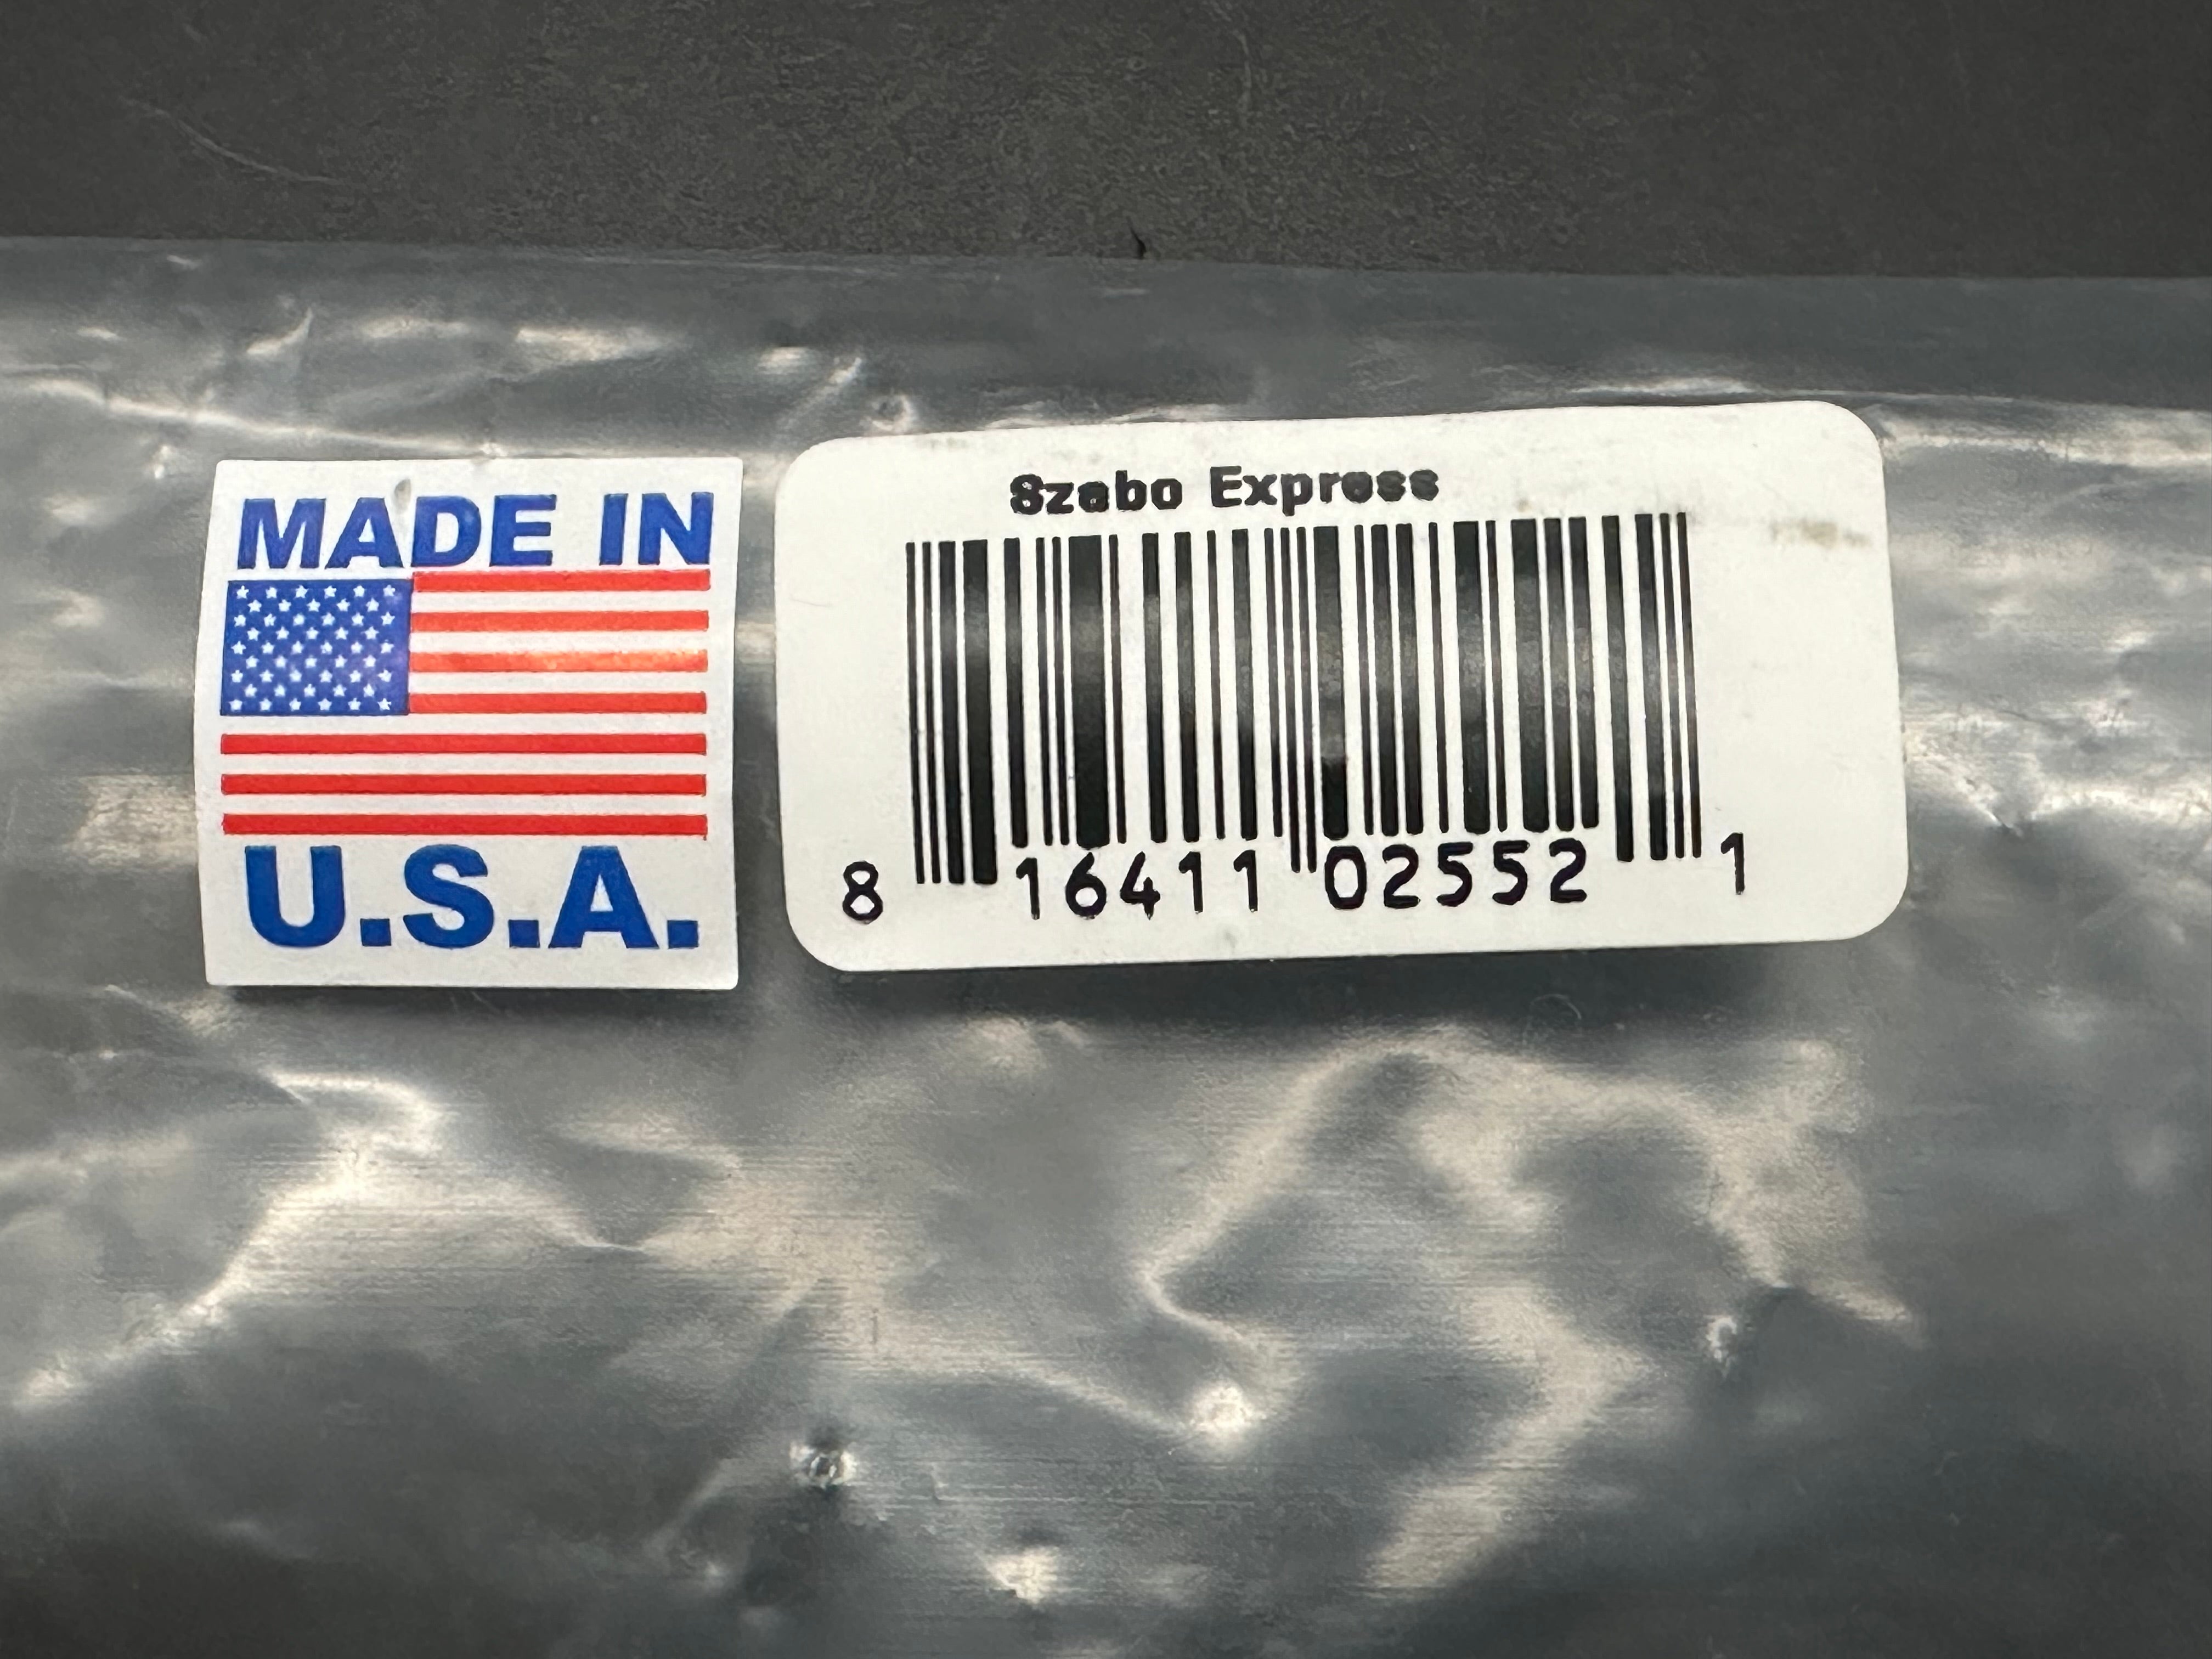 MADE IN
U.S.A.
Szabo Express
8 16411 02552 1